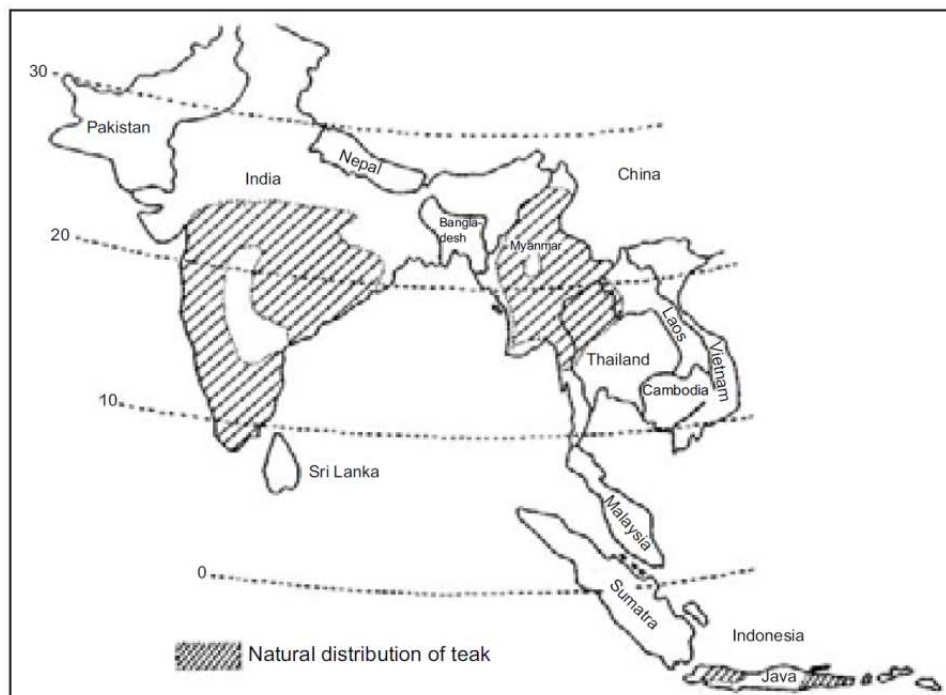 30
Pakistan
Nepal
India
China
Bangla-
desh
Myanmar
20
Laos
Vietnam
Thailand
Cambodia
10
Sri Lanka
Malaysia
0
Sumatra
Indonesia
Natural distribution of teak
Java